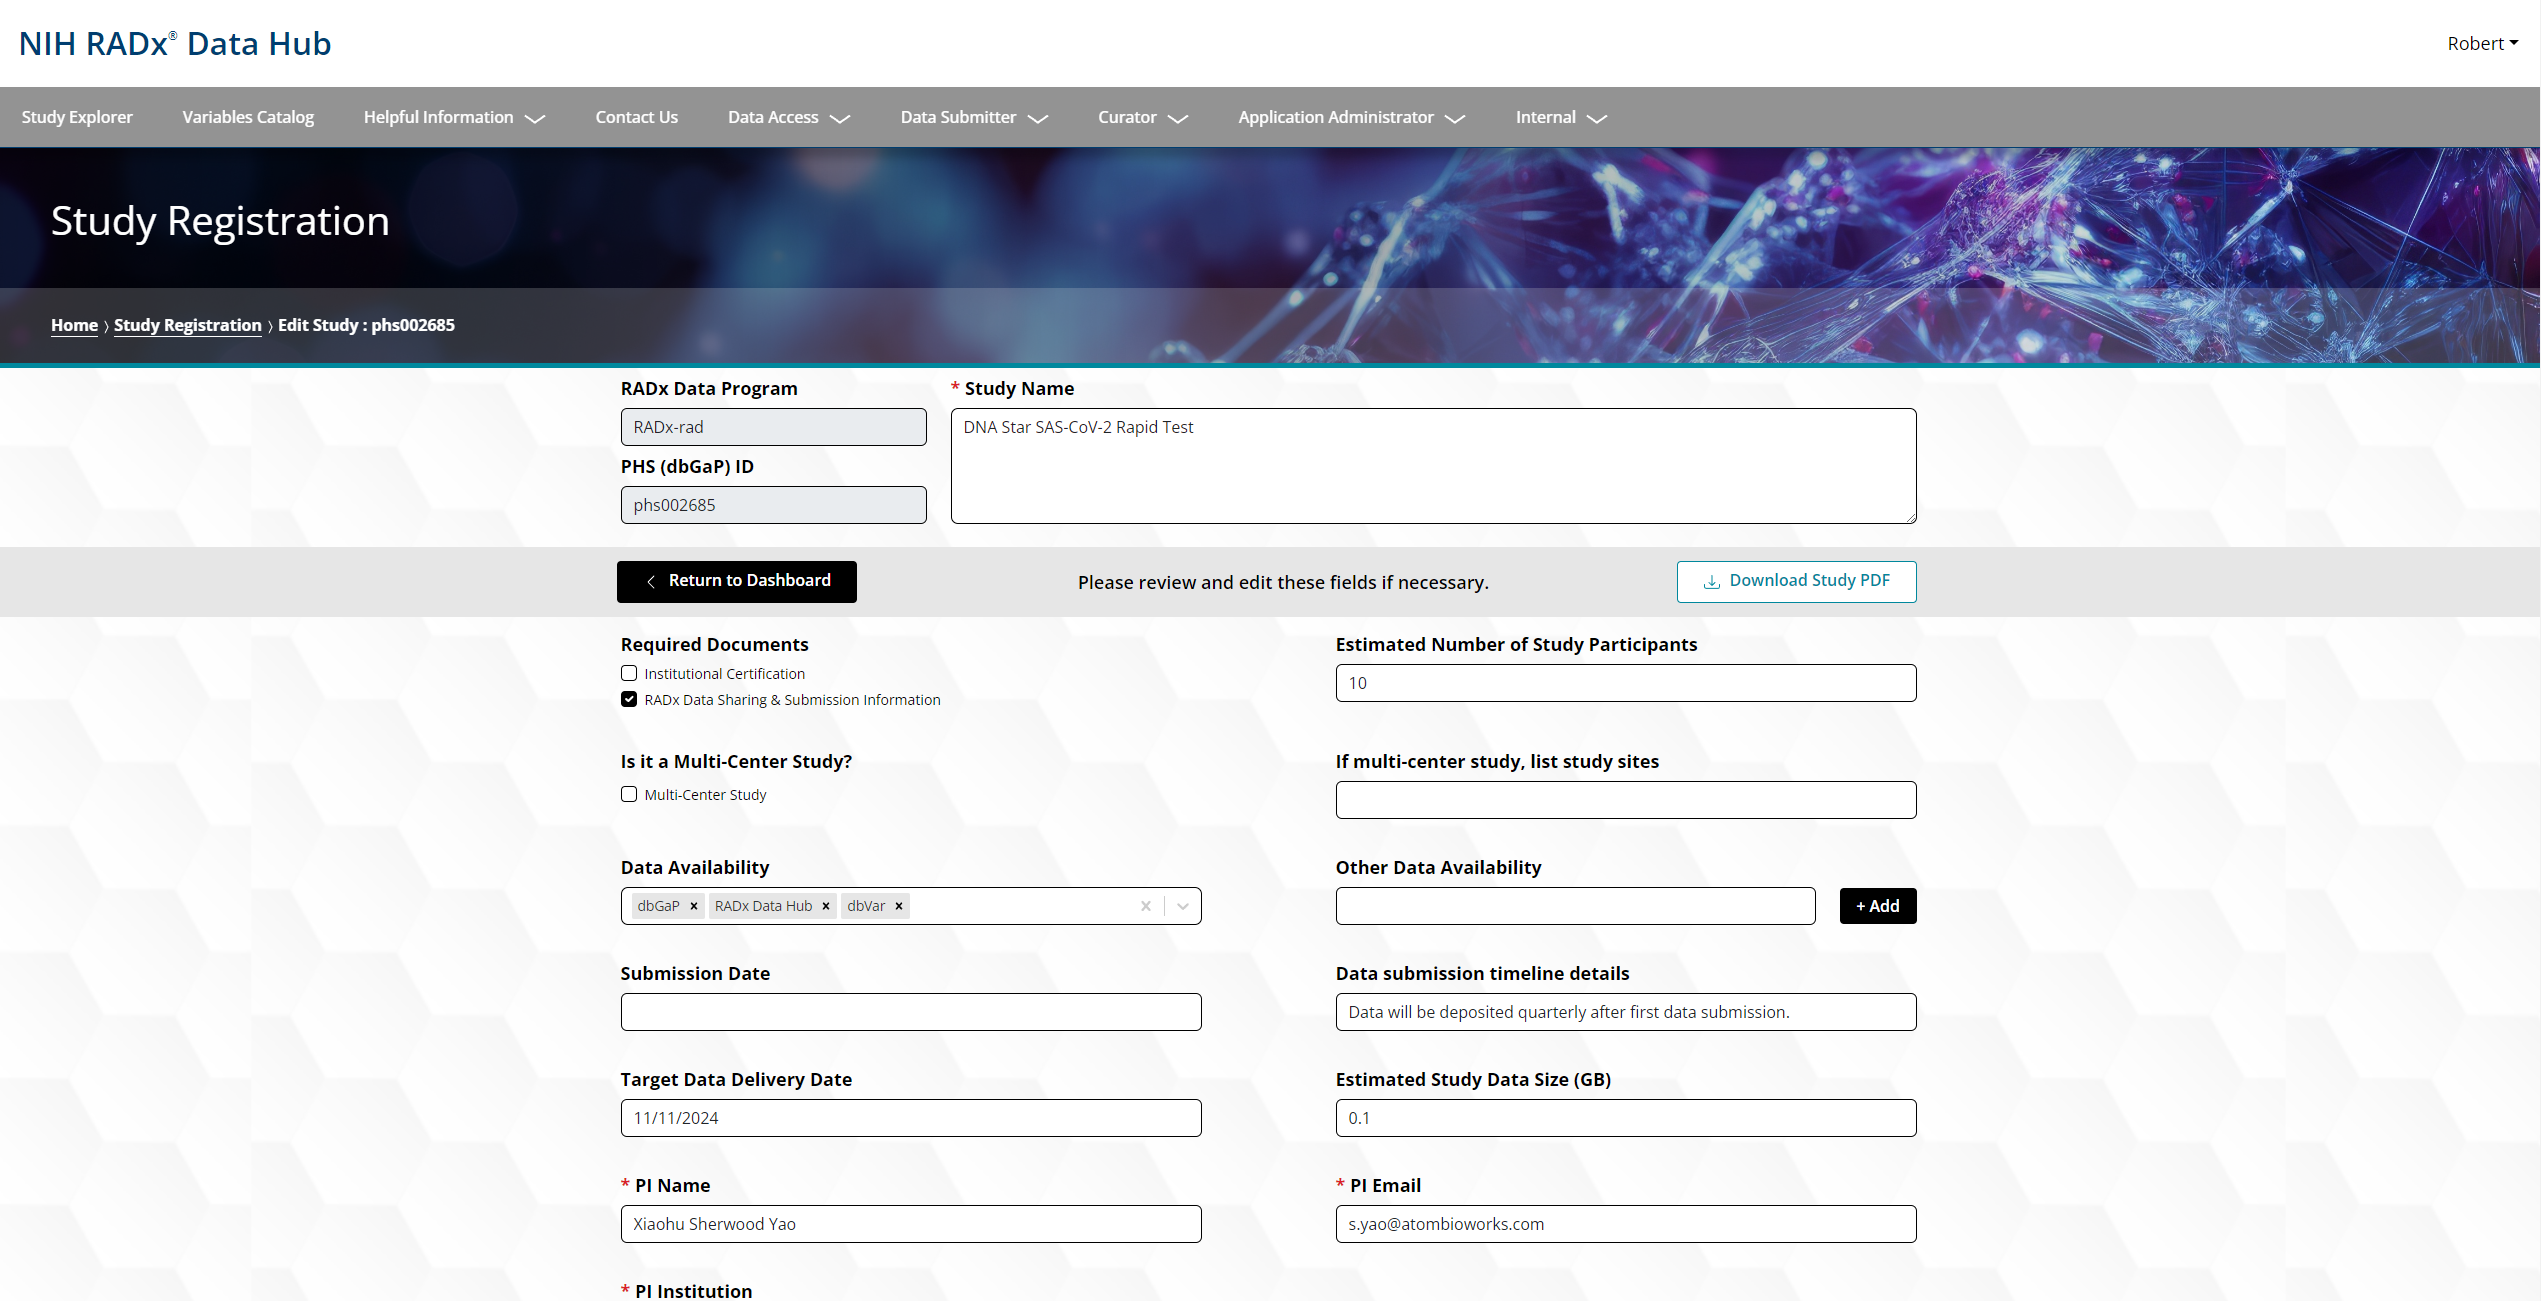 NIH RADx® Data Hub
Robert
Study Explorer
Variables Catalog
Helpful Information
Contact Us
Data Access
Data Submitter
Curator
Application Administrator
Internal
Study Registration
Home 〉 Study Registration 〉 Edit Study : phs002685
RADx Data Program
RADx-rad
PHS (dbGaP) ID
phs002685
* Study Name
DNA Star SAS-CoV-2 Rapid Test
Return to Dashboard
Please review and edit these fields if necessary.
Download Study PDF
Required Documents
Institutional Certification
RADx Data Sharing & Submission Information
Estimated Number of Study Participants
10
Is it a Multi-Center Study?
Multi-Center Study
If multi-center study, list study sites
Data Availability
dbGaP × RADx Data Hub × dbVar ×
Other Data Availability
+ Add
Submission Date
Data submission timeline details
Data will be deposited quarterly after first data submission.
Target Data Delivery Date
11/11/2024
Estimated Study Data Size (GB)
0.1
* PI Name
Xiaohu Sherwood Yao
* PI Email
s.yao@atombioworks.com
* PI Institution